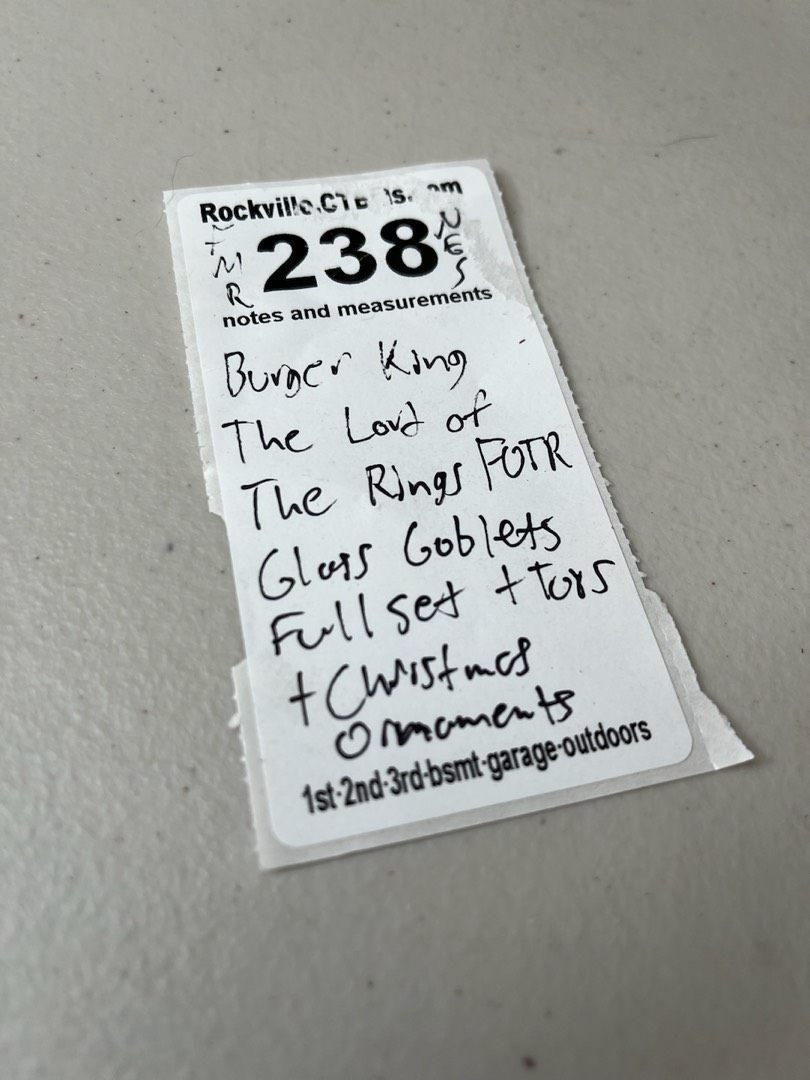 238
NES
notes and measurements
Burger King
The Lord of
The Rings FOTR
Glass Goblets
Full set + Toys
+ Christmas
Ornaments
1st-2nd-3rd-bsmt-garage-outdoors